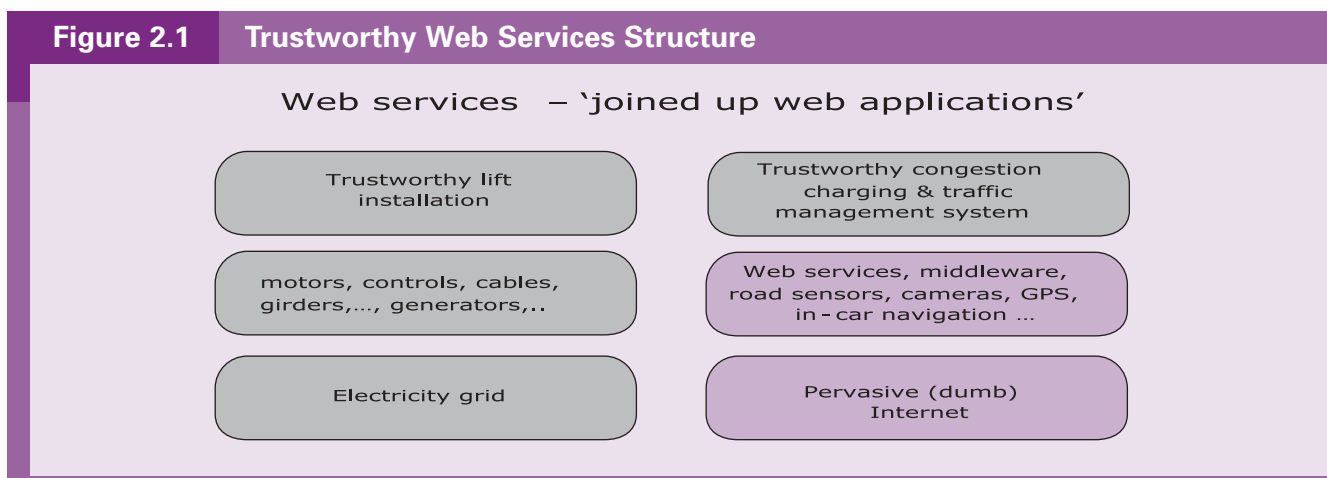 Figure 2.1 Trustworthy Web Services Structure
Web services – ‘joined up web applications’
Trustworthy lift
installation
Trustworthy congestion
charging & traffic
management system
motors, controls, cables,
girders,..., generators,..
Web services, middleware,
road sensors, cameras, GPS,
in-car navigation ...
Electricity grid
Pervasive (dumb)
Internet